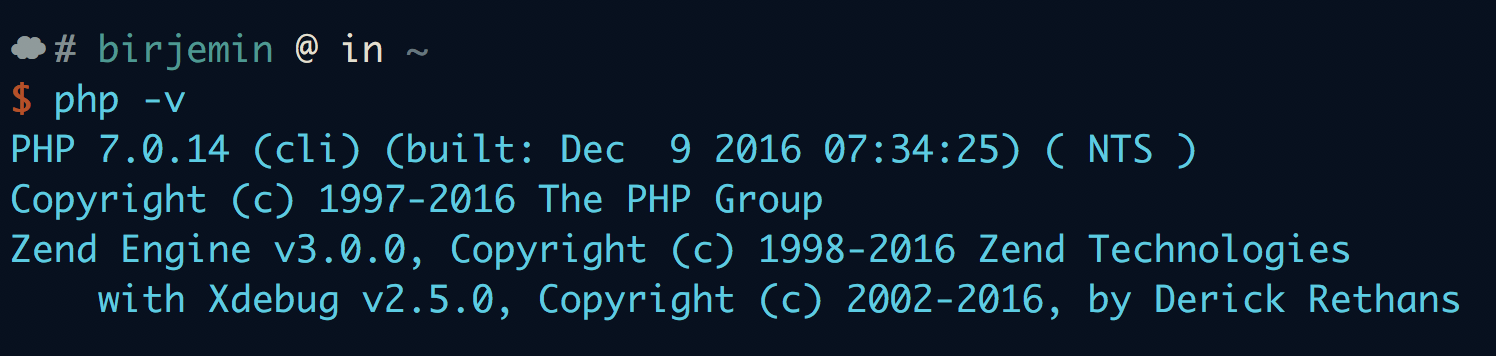 # birjemin @ in ~
$ php -v
PHP 7.0.14 (cli) (built: Dec  9 2016 07:34:25) ( NTS )
Copyright (c) 1997-2016 The PHP Group
Zend Engine v3.0.0, Copyright (c) 1998-2016 Zend Technologies
    with Xdebug v2.5.0, Copyright (c) 2002-2016, by Derick Rethans